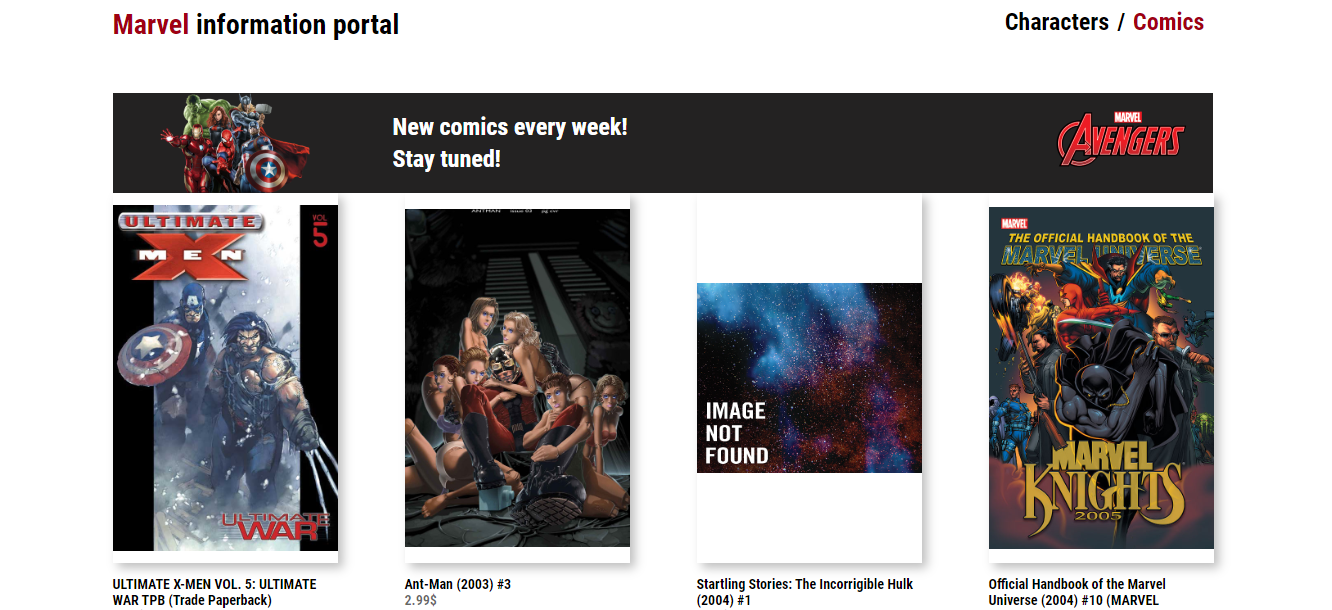 Marvel information portal
Characters / Comics
New comics every week!
Stay tuned!
MARVEL
AVENGERS
ULTIMATE
X
MEN
VOL
5
ULTIMATE
WAR
ANTMAN issue 03 pg cvr
IMAGE
NOT
FOUND
MARVEL
THE OFFICIAL HANDBOOK OF THE
MARVEL UNIVERSE
MARVEL
KNIGHTS
2005
ULTIMATE X-MEN VOL. 5: ULTIMATE
WAR TPB (Trade Paperback)
Ant-Man (2003) #3
2.99$
Startling Stories: The Incorrigible Hulk
(2004) #1
Official Handbook of the Marvel
Universe (2004) #10 (MARVEL